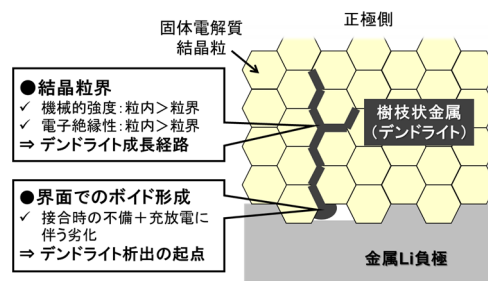 固体電解質
結晶粒
正極側
●結晶粒界
✓ 機械的強度:粒内>粒界
✓ 電子絶縁性:粒内>粒界
⇒ デンドライト成長経路
樹枝状金属
(デンドライト)
●界面でのボイド形成
✓ 接合時の不備+充放電に
伴う劣化
⇒ デンドライト析出の起点
金属Li負極